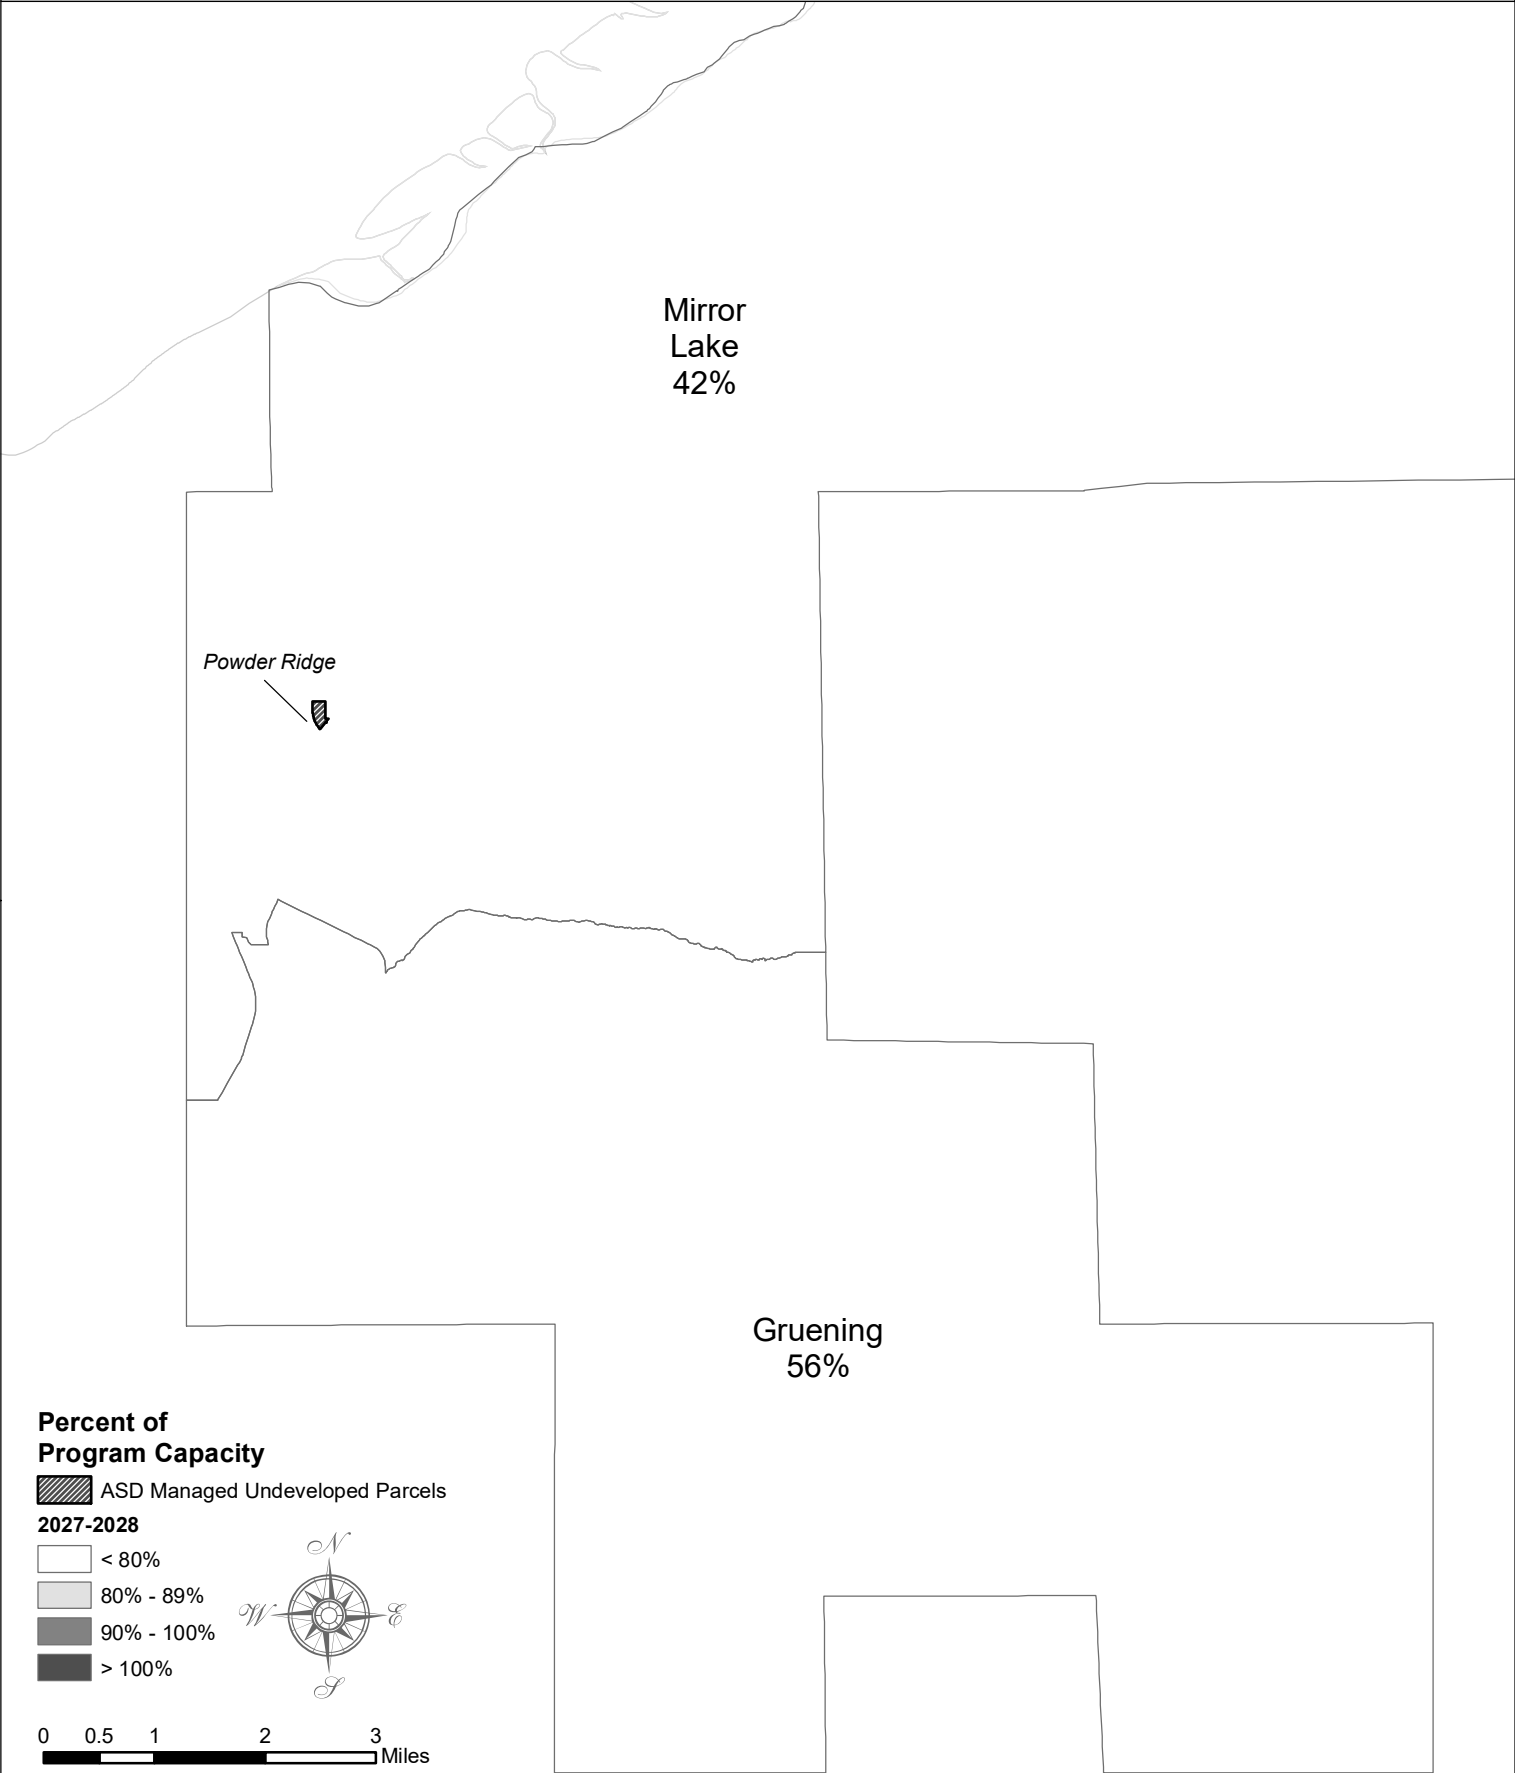 Mirror
Lake
42%
Powder Ridge
Gruening
56%
Percent of
Program Capacity
ASD Managed Undeveloped Parcels
2027-2028
< 80%
80% - 89%
90% - 100%
> 100%
N
W E
S
0 0.5 1 2 3
Miles